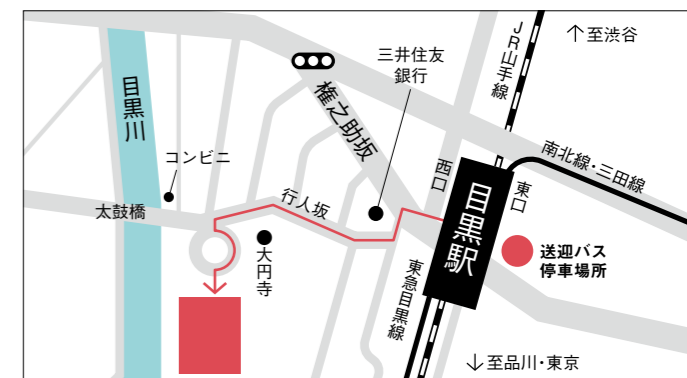 JR山手線
↑至渋谷
三井住友
銀行
権之助坂
目黒川
コンビニ
西口
南北線・三田線
東口
太鼓橋
行人坂
目黒駅
大円寺
送迎バス
停車場所
東急目黒線
↓至品川・東京